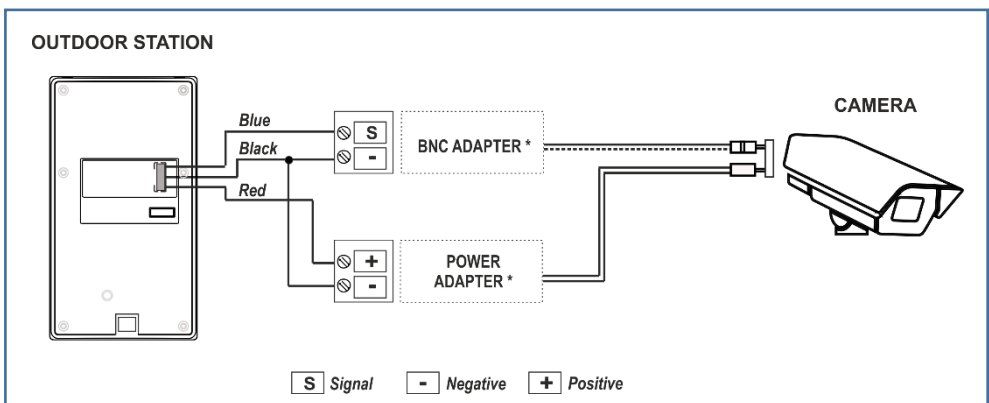 OUTDOOR STATION
CAMERA
Blue
Black
Red
S
-
BNC ADAPTER *
+
-
POWER
ADAPTER *
S Signal - Negative + Positive